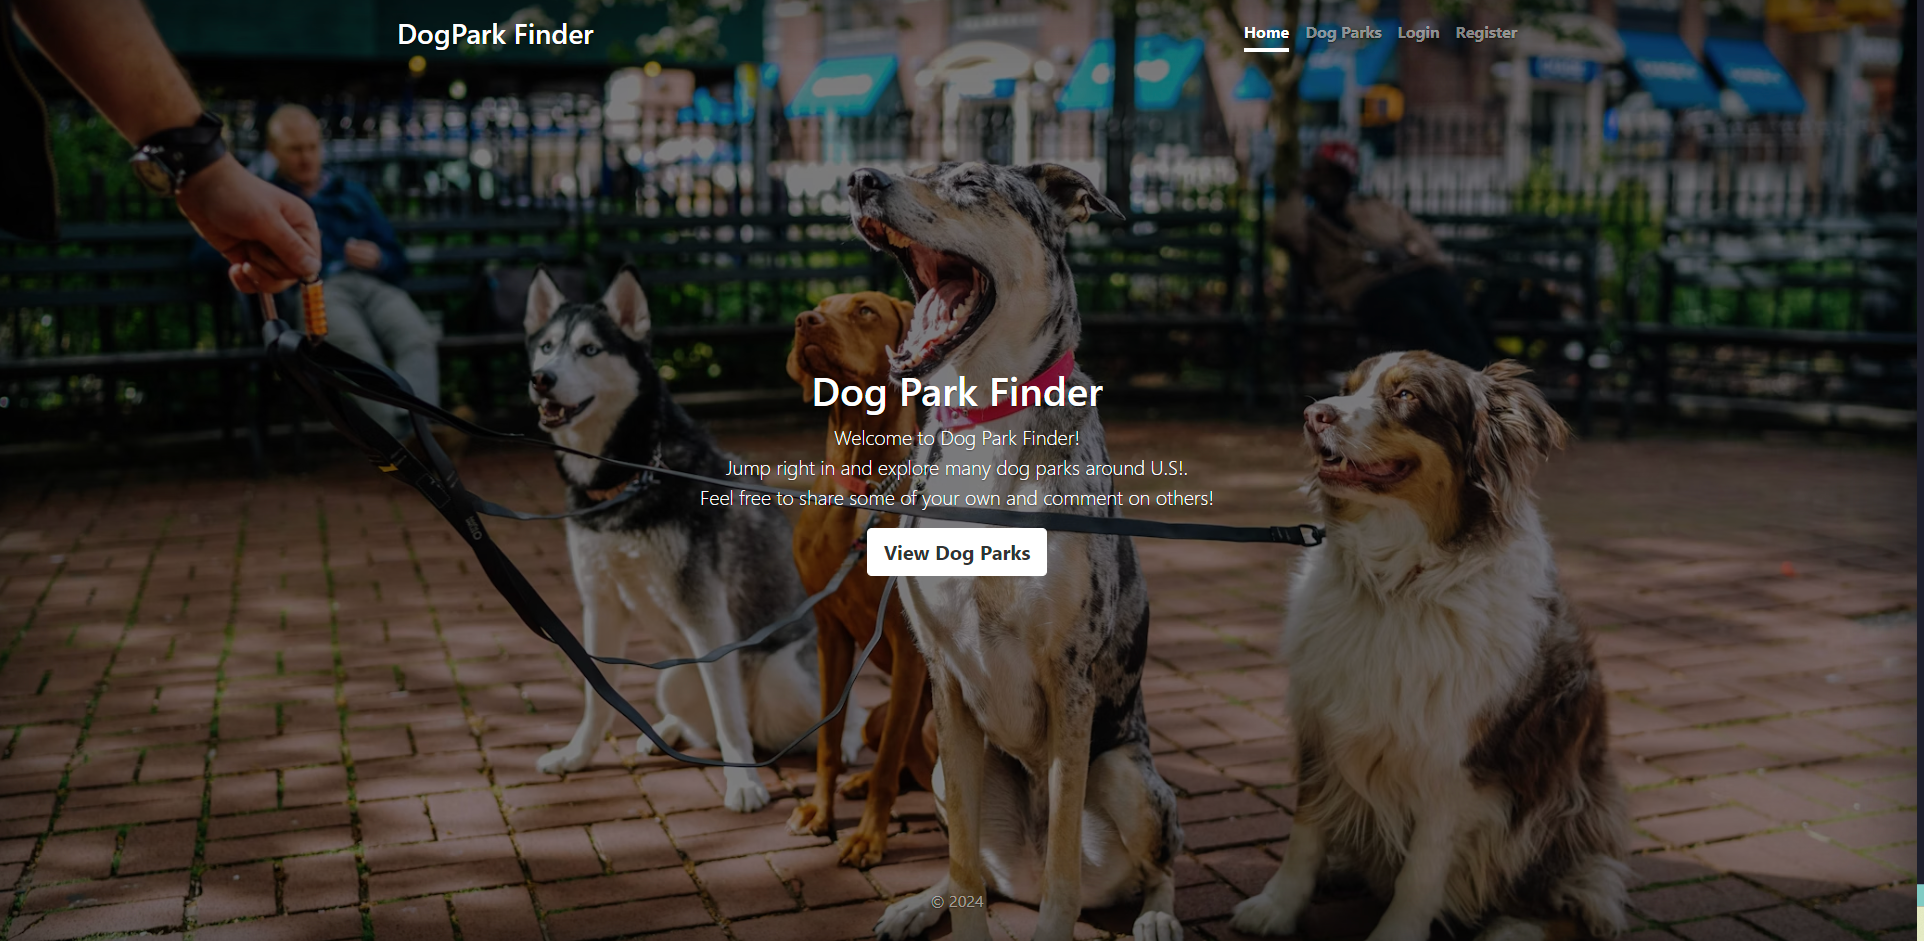 DogPark Finder
Home Dog Parks Login Register
Dog Park Finder
Welcome to Dog Park Finder!
Jump right in and explore many dog parks around U.S!.
Feel free to share some of your own and comment on others!
View Dog Parks
© 2024